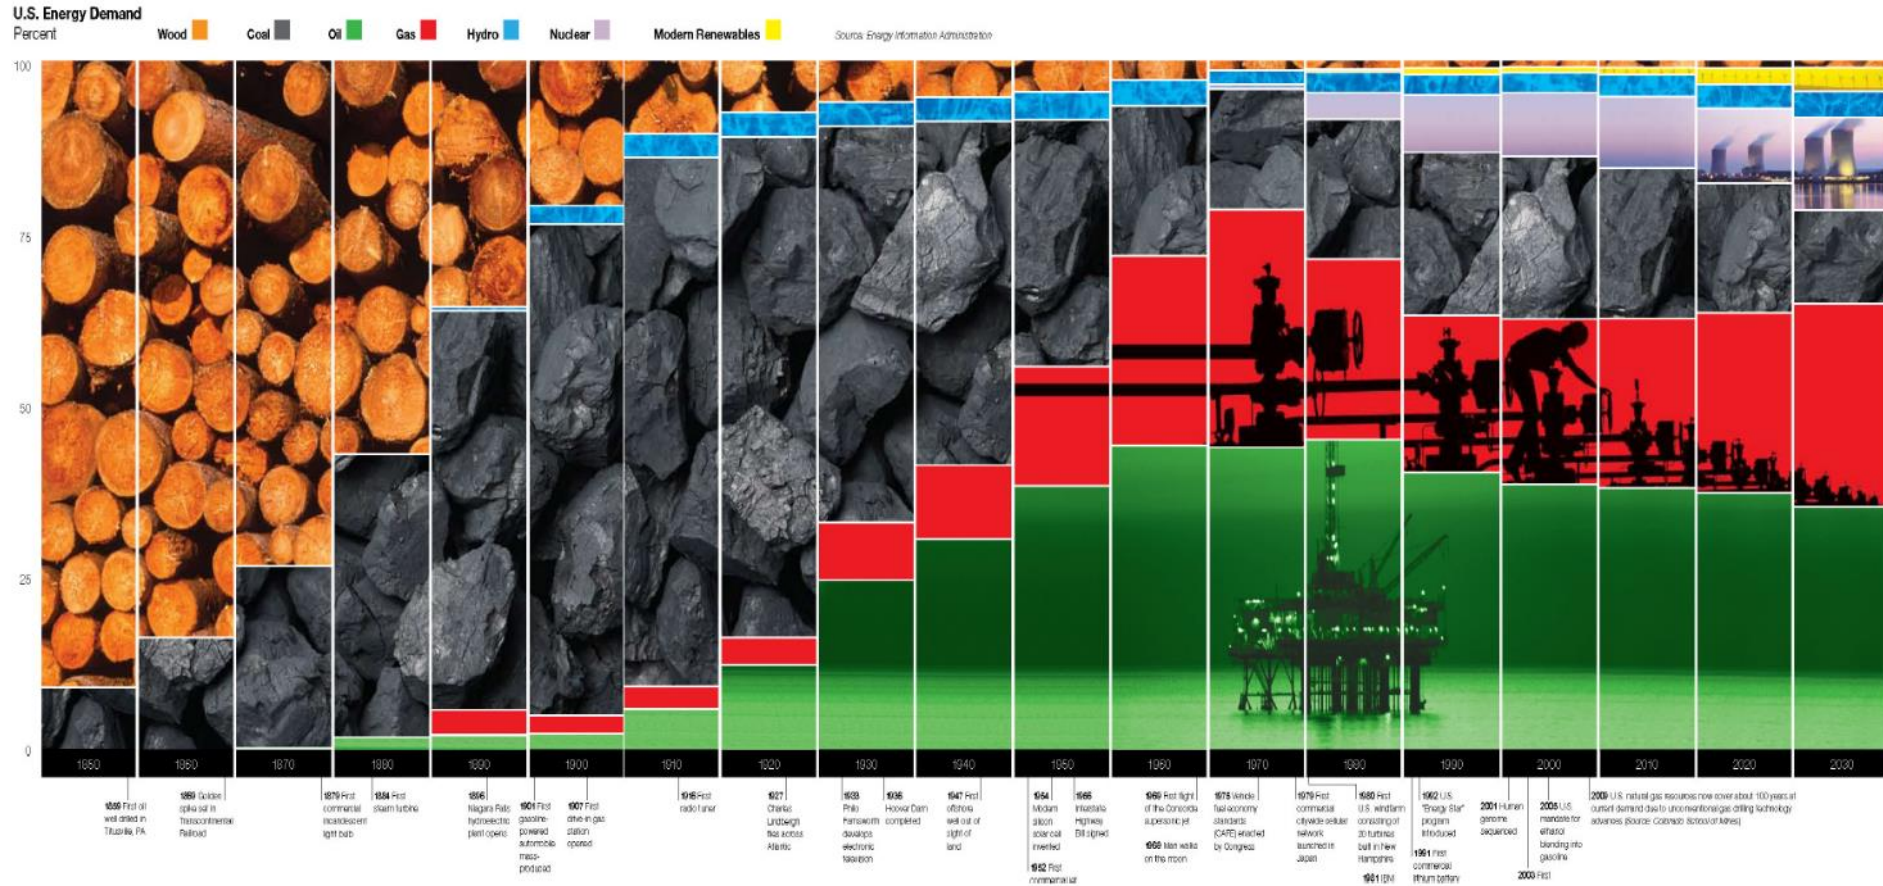 U.S. Energy Demand
Percent
Wood
Coal
Oil
Gas
Hydro
Nuclear
Modern Renewables
Source: Energy Information Administration
100
75
50
25
0
1850
1860
1870
1880
1890
1900
1910
1920
1930
1940
1950
1960
1970
1980
1990
2000
2010
2020
2030
1859 First oil
well drilled in
Titusville, PA
1869 Golden
spike set in
Transcontinental
Railroad
1879 First
commercial
incandescent
light bulb
1884 First
steam turbine
1895
Niagara Falls
hydroelectric
plant opens
1901 First
gasoline-
powered
automobile
mass-
produced
1907 First
drive-in gas
station
opened
1916 First
radio tuner
1927
Charles
Lindbergh
flies across
Atlantic
1933
Philo
Farnsworth
develops
electronic
television
1936
Hoover Dam
completed
1947 First
offshore
well out of
sight of
land
1954
Modern
silicon
solar cell
invented
1952 First
commercial jet
1956
Interstate
Highway
Bill signed
1969 First flight
of the Concorde
supersonic jet
1969 Man walks
on the moon
1975 Vehicle
fuel economy
standards
(CAFE) enacted
by Congress
1979 First
commercial
citywide cellular
network
launched in
Japan
1980 First
U.S. windfarm
consisting of
20 turbines
built in New
Hampshire
1981 IBM
1992 U.S.
"Energy Star"
program
introduced
1991 First
commercial
lithium battery
2001 Human
genome
sequenced
2003 First
2005 U.S.
mandate for
ethanol
blending into
gasoline
2009 U.S. natural gas resources now cover about 100 years at
current demand due to unconventional gas drilling technology
advances (Source: Colorado School of Mines)